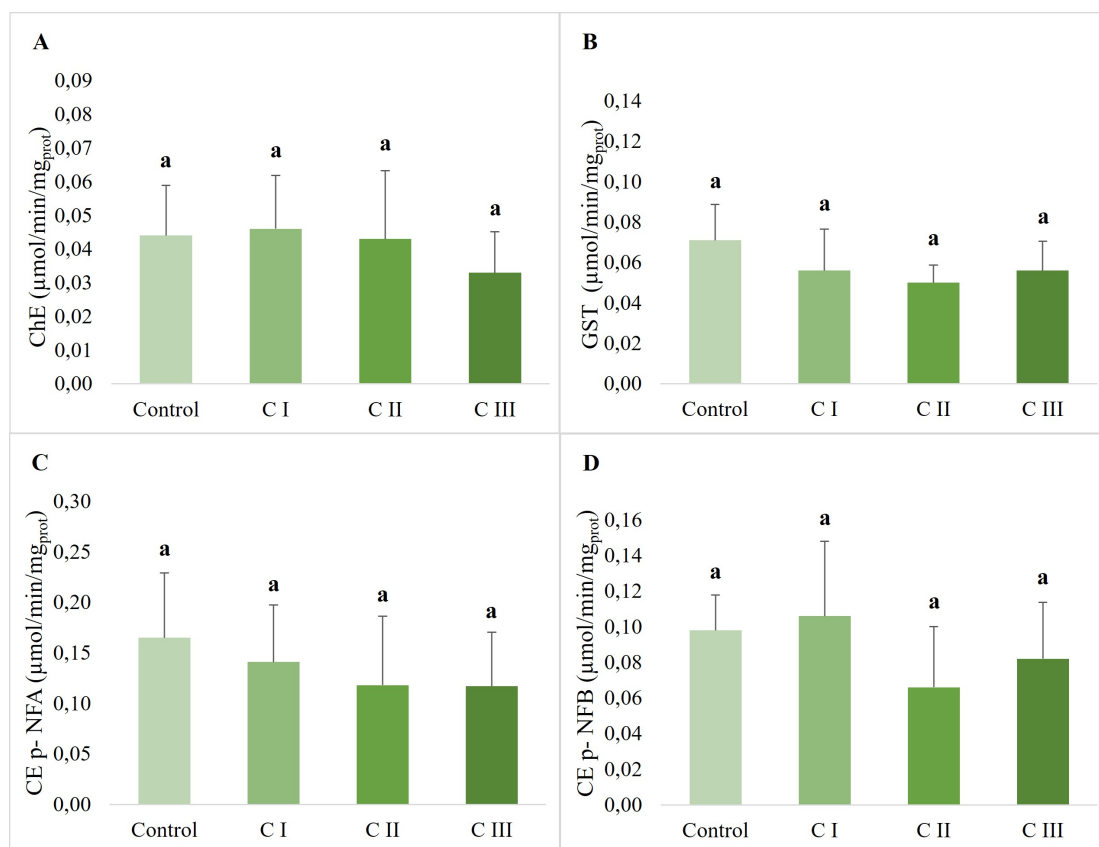 A
ChE (µmol/min/mgprot)
0,09
0,08
0,07
0,06
0,05
0,04
0,03
0,02
0,01
0,00
a a a a
Control C I C II C III
B
GST (µmol/min/mgprot)
0,14
0,12
0,10
0,08
0,06
0,04
0,02
0,00
a a a a
Control C I C II C III
C
CE p- NFA (µmol/min/mgprot)
0,30
0,25
0,20
0,15
0,10
0,05
0,00
a a a a
Control C I C II C III
D
CE p- NFB (µmol/min/mgprot)
0,16
0,14
0,12
0,10
0,08
0,06
0,04
0,02
0,00
a a a a
Control C I C II C III